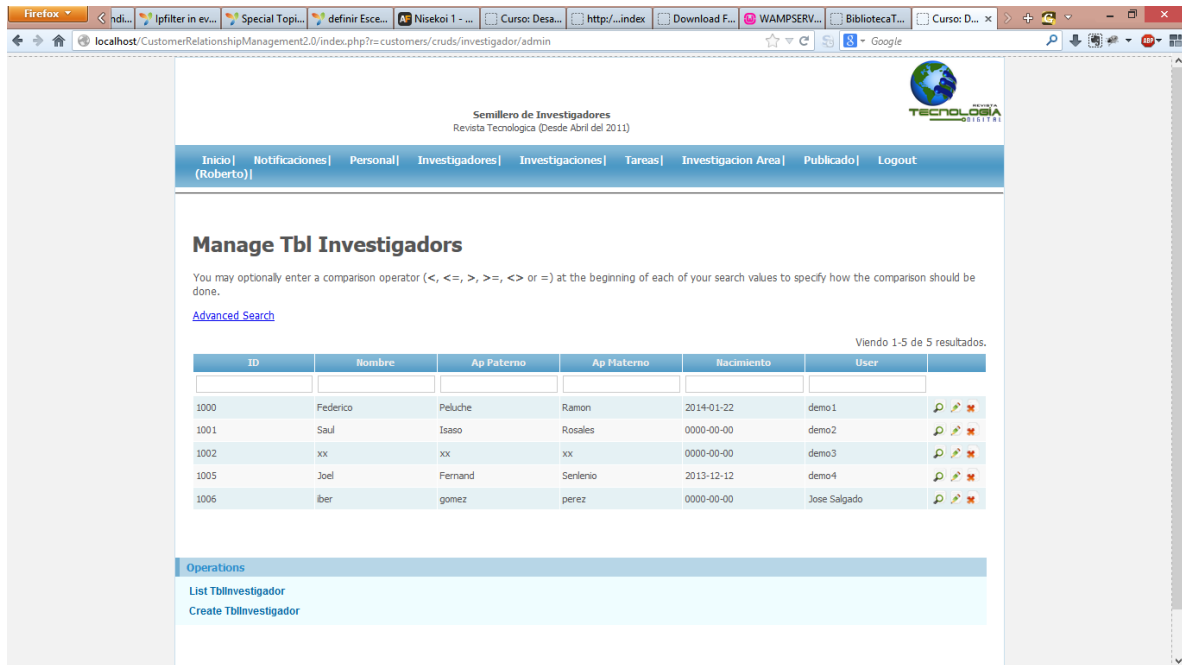 Firefox
ndi...
Ipfilter in ev...
Special Topi...
definir Esce...
AF Nisekoi 1 - ...
Curso: Desa...
http:/...index
Download F...
WAMPSERV...
BibliotecaT...
Curso: D...
localhost/CustomerRelationshipManagement2.0/index.php?r=customers/cruds/investigador/admin
8 Google
ABP
Semillero de Investigadores
Revista Tecnologica (Desde Abril del 2011)
REVISTA
TECNOLOGÍA
DIGITAL
Inicio| Notificaciones| Personal| Investigadores| Investigaciones| Tareas| Investigacion Area| Publicado| Logout
(Roberto)|
Manage Tbl Investigadors
You may optionally enter a comparison operator (<, <=, >, >=, <> or =) at the beginning of each of your search values to specify how the comparison should be
done.
Advanced Search
Viendo 1-5 de 5 resultados.
ID Nombre Ap Paterno Ap Materno Nacimiento User
1000 Federico Peluche Ramon 2014-01-22 demo1
1001 Saul Isaso Rosales 0000-00-00 demo2
1002 xx xx xx 0000-00-00 demo3
1005 Joel Fernand Senlenio 2013-12-12 demo4
1006 iber gomez perez 0000-00-00 Jose Salgado
Operations
List TblInvestigador
Create TblInvestigador